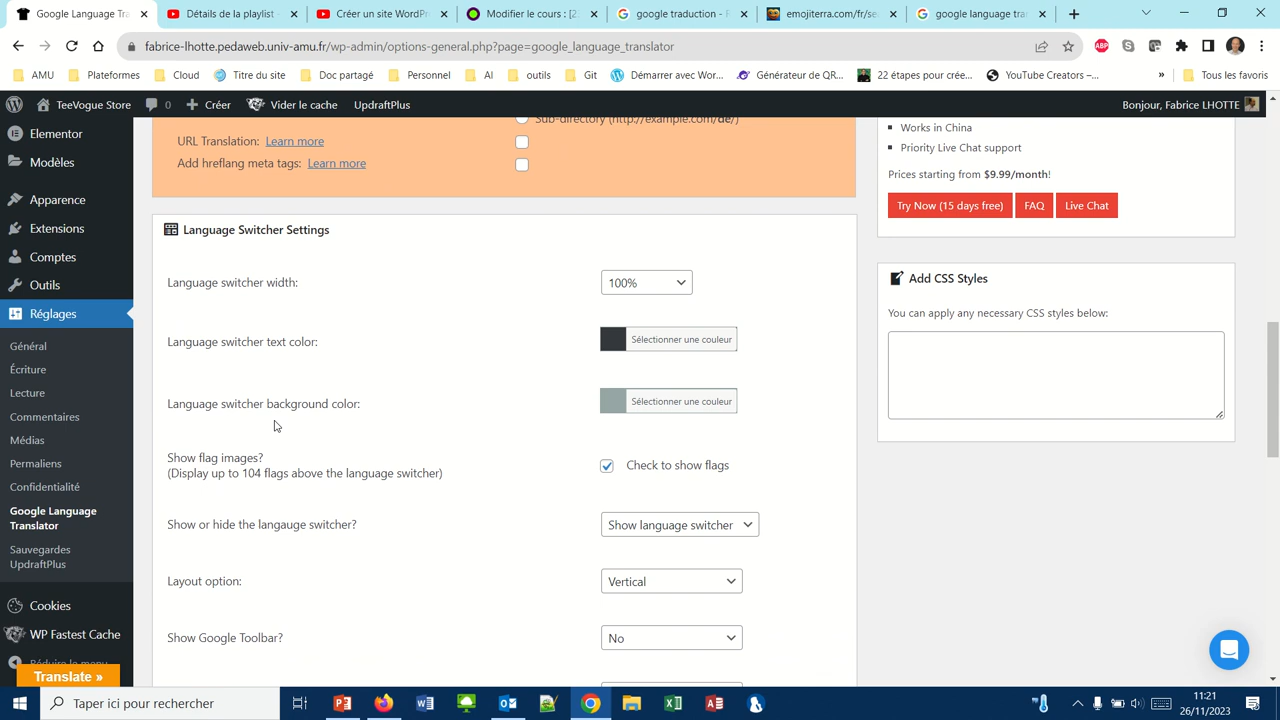 Google Language Tra
Détails de la playlist -
Créer un site WordPr
Modifier le cours : [2
google traduction - R
emojiterra.com/fr/se
google language tra
fabrice-lhotte.pedaweb.univ-amu.fr/wp-admin/options-general.php?page=google_language_translator
AMU
Plateformes
Cloud
Titre du site
Doc partagé
Personnel
AI
outils
Git
Démarrer avec Wor...
Générateur de QR...
22 étapes pour crée...
YouTube Creators –...
»
Tous les favoris
TeeVogue Store
0
Créer
Vider le cache
UpdraftPlus
Bonjour, Fabrice LHOTTE
Elementor
Modèles
Apparence
Extensions
Comptes
Outils
Réglages
Général
Écriture
Lecture
Commentaires
Médias
Permaliens
Confidentialité
Google Language
Translator
Sauvegardes
UpdraftPlus
Cookies
WP Fastest Cache
Réduire le menu
Translate »
Sub-directory (http://example.com/de/)
URL Translation: Learn more
Add hreflang meta tags: Learn more
Language Switcher Settings
Language switcher width:
100%
Language switcher text color:
Sélectionner une couleur
Language switcher background color:
Sélectionner une couleur
Show flag images?
(Display up to 104 flags above the language switcher)
Check to show flags
Show or hide the langauge switcher?
Show language switcher
Layout option:
Vertical
Show Google Toolbar?
No
Works in China
Priority Live Chat support
Prices starting from $9.99/month!
Try Now (15 days free)
FAQ
Live Chat
Add CSS Styles
You can apply any necessary CSS styles below:
Taper ici pour rechercher
11:21
26/11/2023